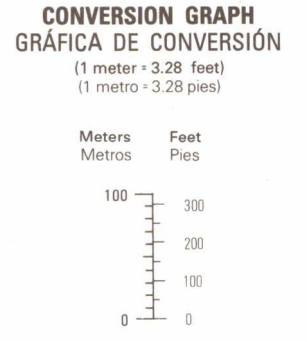 CONVERSION GRAPH
GRÁFICA DE CONVERSIÓN
(1 meter = 3.28 feet)
(1 metro = 3.28 pies)
Meters Feet
Metros Pies
100
300
200
100
0 0